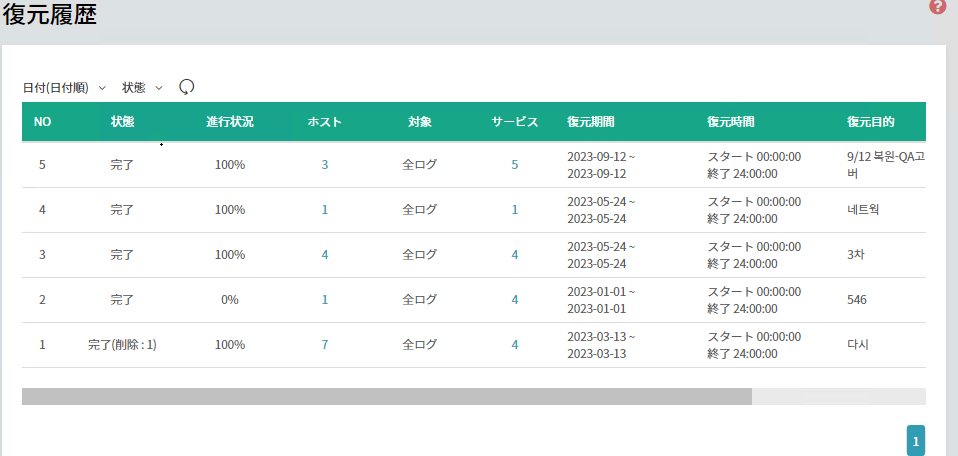 復元履歴
?
日付(日付順) 状態
NO 状態 進行状況 ホスト 対象 サービス 復元期間 復元時間 復元目的
5 完了 100% 3 全ログ 5 2023-09-12 ~ スタート 00:00:00 9/12 복원-QA고
2023-09-12 終了 24:00:00 버
4 完了 100% 1 全ログ 1 2023-05-24 ~ スタート 00:00:00 네트웍
2023-05-24 終了 24:00:00
3 完了 100% 4 全ログ 4 2023-05-24 ~ スタート 00:00:00 3차
2023-05-24 終了 24:00:00
2 完了 0% 1 全ログ 4 2023-01-01 ~ スタート 00:00:00 546
2023-01-01 終了 24:00:00
1 完了(削除 : 1) 100% 7 全ログ 4 2023-03-13 ~ スタート 00:00:00 다시
2023-03-13 終了 24:00:00
1